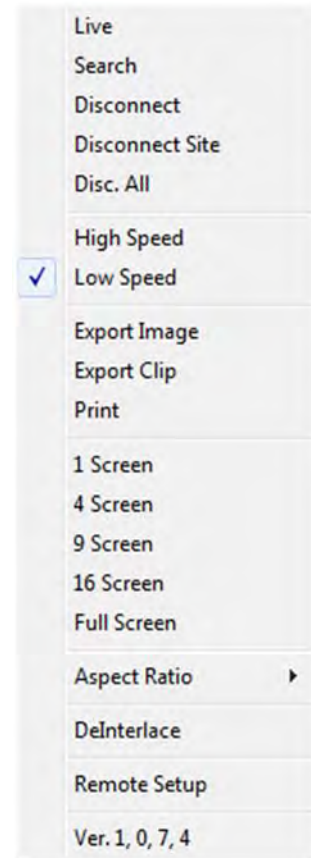 Live
Search
Disconnect
Disconnect Site
Disc. All
High Speed
Low Speed
Export Image
Export Clip
Print
1 Screen
4 Screen
9 Screen
16 Screen
Full Screen
Aspect Ratio
DeInterlace
Remote Setup
Ver. 1, 0, 7, 4